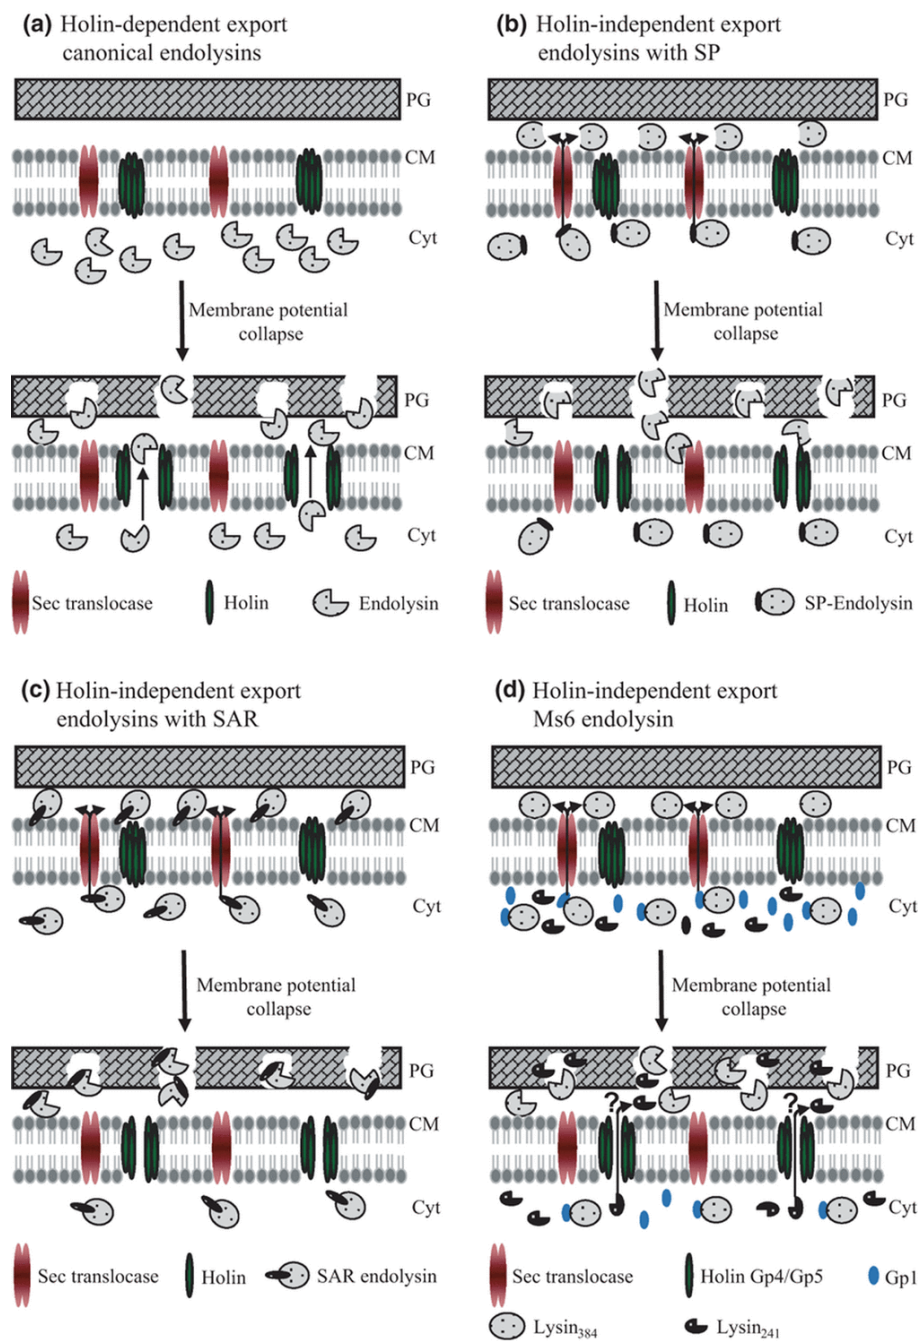 (a) Holin-dependent export
canonical endolysins
PG
CM
Cyt
Membrane potential
collapse
PG
CM
Cyt
Sec translocase
Holin
Endolysin
(b) Holin-independent export
endolysins with SP
PG
CM
Cyt
Membrane potential
collapse
PG
CM
Cyt
Sec translocase
Holin
SP-Endolysin
(c) Holin-independent export
endolysins with SAR
PG
CM
Cyt
Membrane potential
collapse
PG
CM
Cyt
Sec translocase
Holin
SAR endolysin
(d) Holin-independent export
Ms6 endolysin
PG
CM
Cyt
Membrane potential
collapse
PG
? ?
CM
Cyt
Sec translocase
Holin Gp4/Gp5
Gp1
Lysin₃₈₄
Lysin₂₄₁